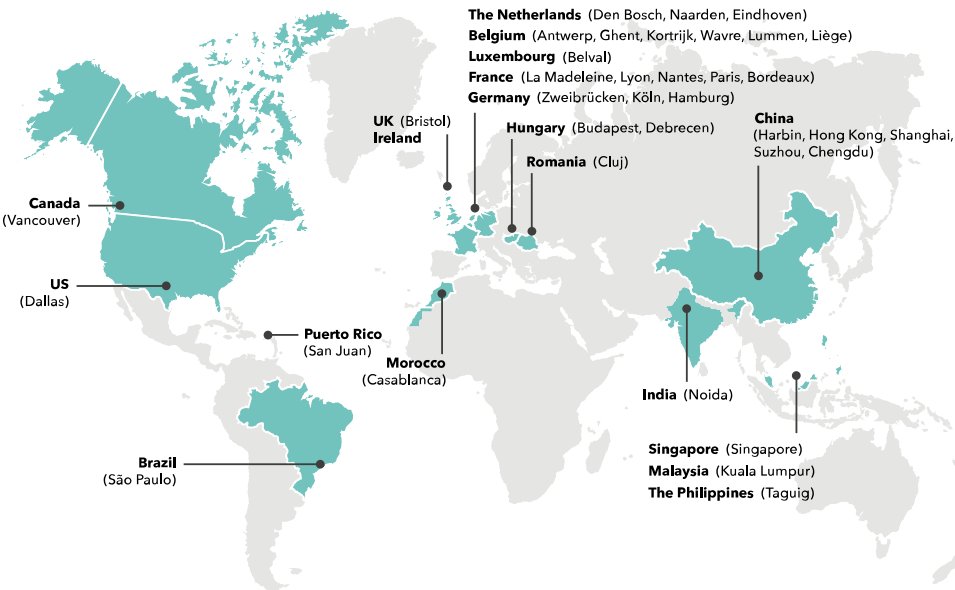 The Netherlands (Den Bosch, Naarden, Eindhoven)
Belgium (Antwerp, Ghent, Kortrijk, Wavre, Lummen, Liège)
Luxembourg (Belval)
France (La Madeleine, Lyon, Nantes, Paris, Bordeaux)
Germany (Zweibrücken, Köln, Hamburg)
UK (Bristol)
Ireland
Hungary (Budapest, Debrecen)
Romania (Cluj)
China
(Harbin, Hong Kong, Shanghai,
Suzhou, Chengdu)
Canada
(Vancouver)
US
(Dallas)
Puerto Rico
(San Juan)
Morocco
(Casablanca)
India (Noida)
Brazil
(São Paulo)
Singapore (Singapore)
Malaysia (Kuala Lumpur)
The Philippines (Taguig)